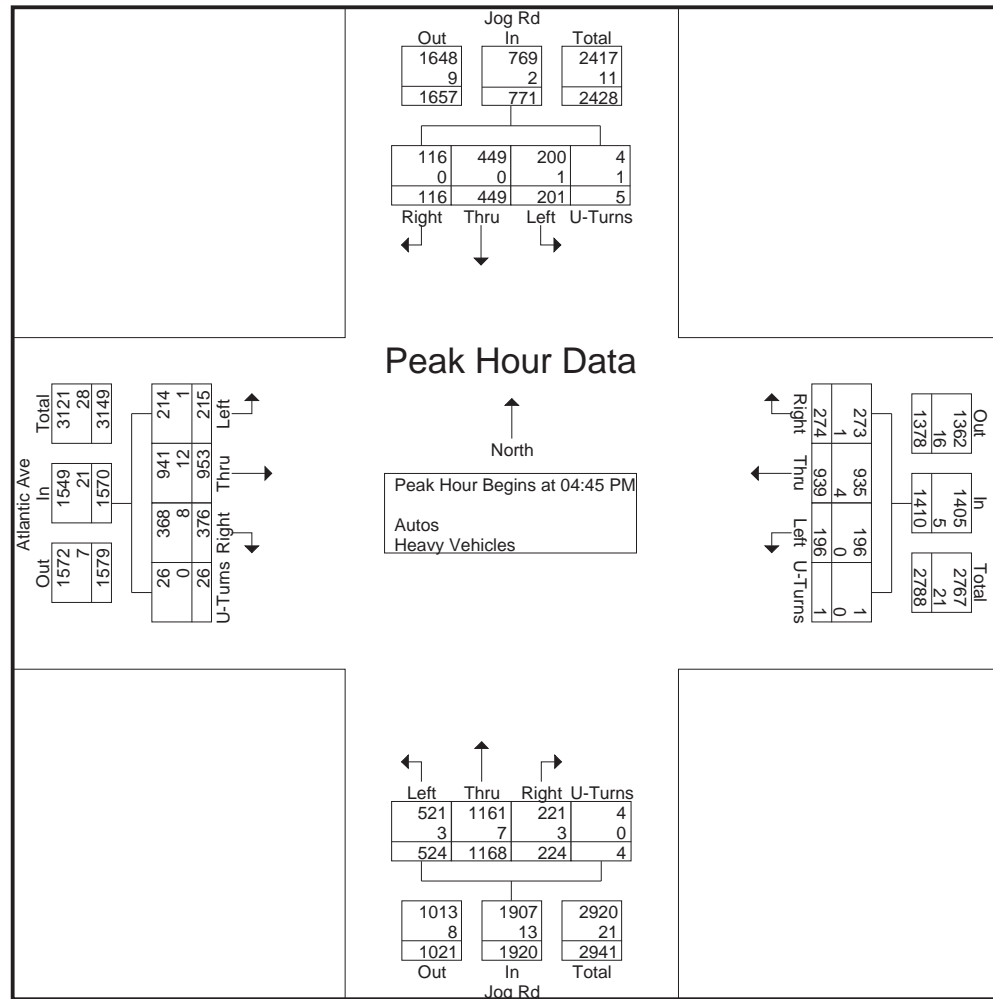 Jog Rd
Out In Total
1648 769 2417
9 2 11
1657 771 2428
116 449 200 4
0 0 1 1
116 449 201 5
Right Thru Left U-Turns
Peak Hour Data
North
Peak Hour Begins at 04:45 PM
Autos
Heavy Vehicles
Atlantic Ave
Out In Total
1572 1549 3121
7 21 28
1579 1570 3149
26 368 941 214
0 8 12 1
26 376 953 215
U-Turns Right Thru Left
Out In Total
1362 1405 2767
16 5 21
1378 1410 2788
273 935 196 1
1 4 0 0
274 939 196 1
Right Thru Left U-Turns
Left Thru Right U-Turns
521 1161 221 4
3 7 3 0
524 1168 224 4
1013 1907 2920
8 13 21
1021 1920 2941
Out In Total
Jog Rd